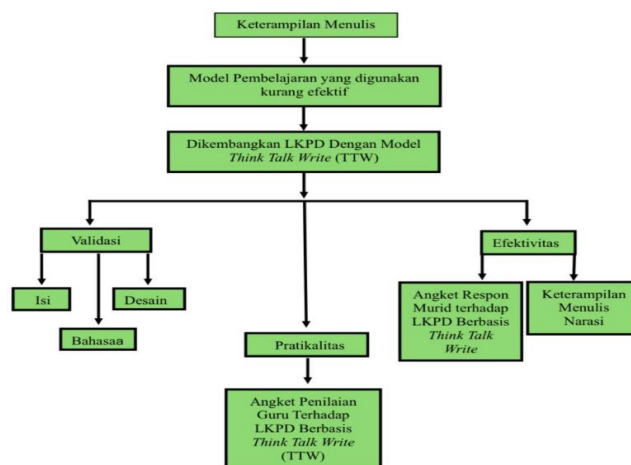 Keterampilan Menulis
Model Pembelajaran yang digunakan
kurang efektif
Dikembangkan LKPD Dengan Model
Think Talk Write (TTW)
Validasi
Isi
Bahasaa
Desain
Pratikalitas
Angket Penilaian
Guru Terhadap
LKPD Berbasis
Think Talk Write
(TTW)
Efektivitas
Angket Respon
Murid terhadap
LKPD Berbasis
Think Talk
Write
Keterampilan
Menulis
Narasi